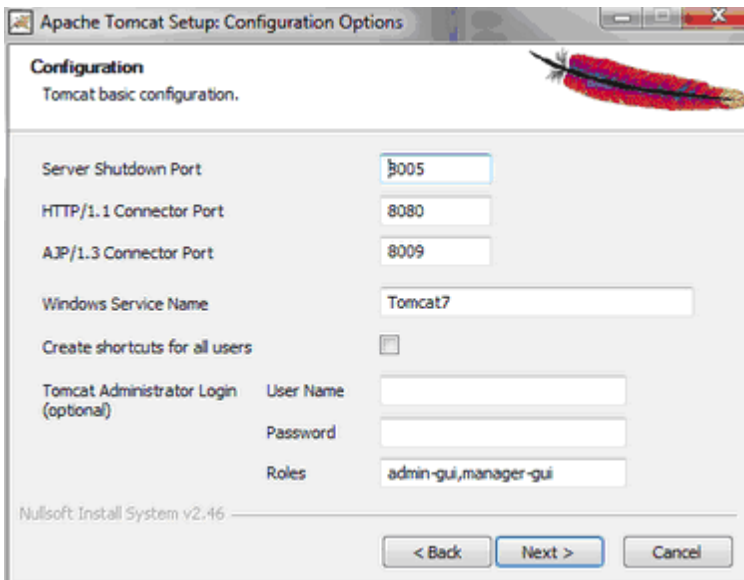 Apache Tomcat Setup: Configuration Options
Configuration
Tomcat basic configuration.
Server Shutdown Port 8005
HTTP/1.1 Connector Port 8080
AJP/1.3 Connector Port 8009
Windows Service Name Tomcat7
Create shortcuts for all users
Tomcat Administrator Login (optional)
User Name
Password
Roles admin-gui,manager-gui
Nullsoft Install System v2.46
< Back Next > Cancel